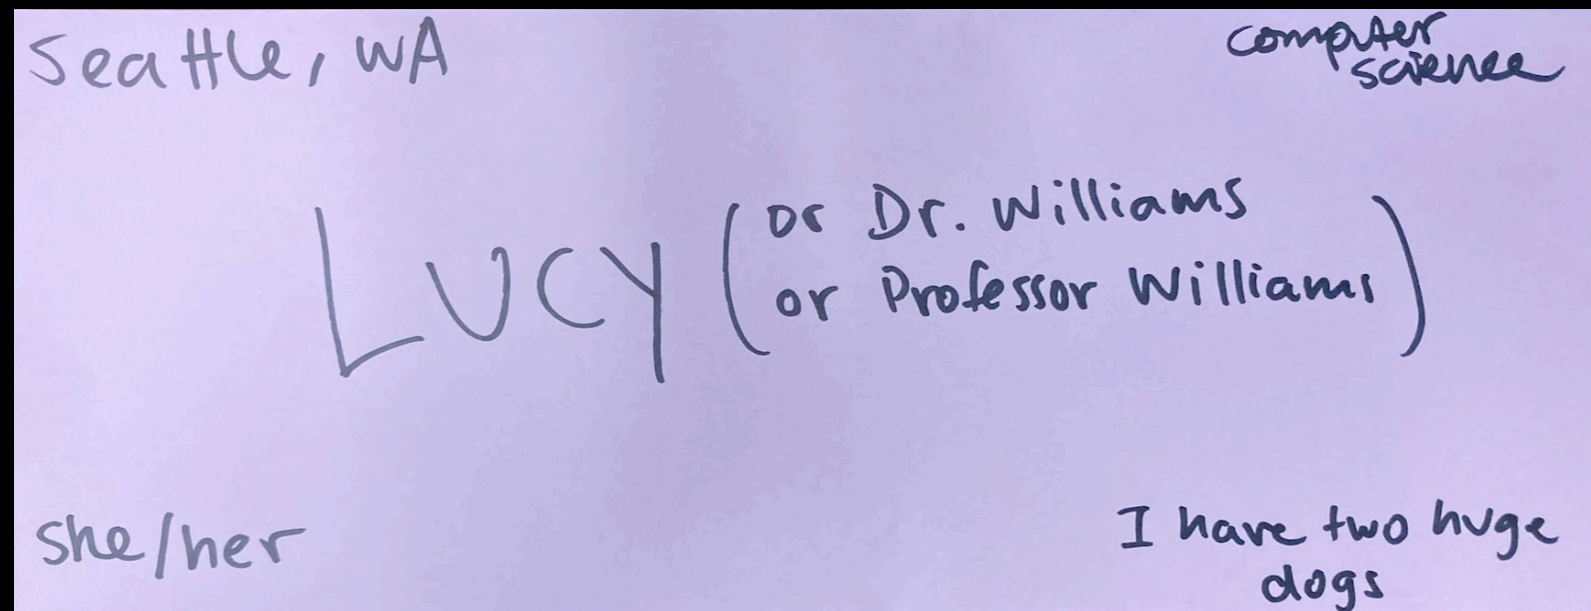 Seattle, WA
computer
science
LUCY (or Dr. Williams
or Professor Williams)
she/her
I have two huge
dogs